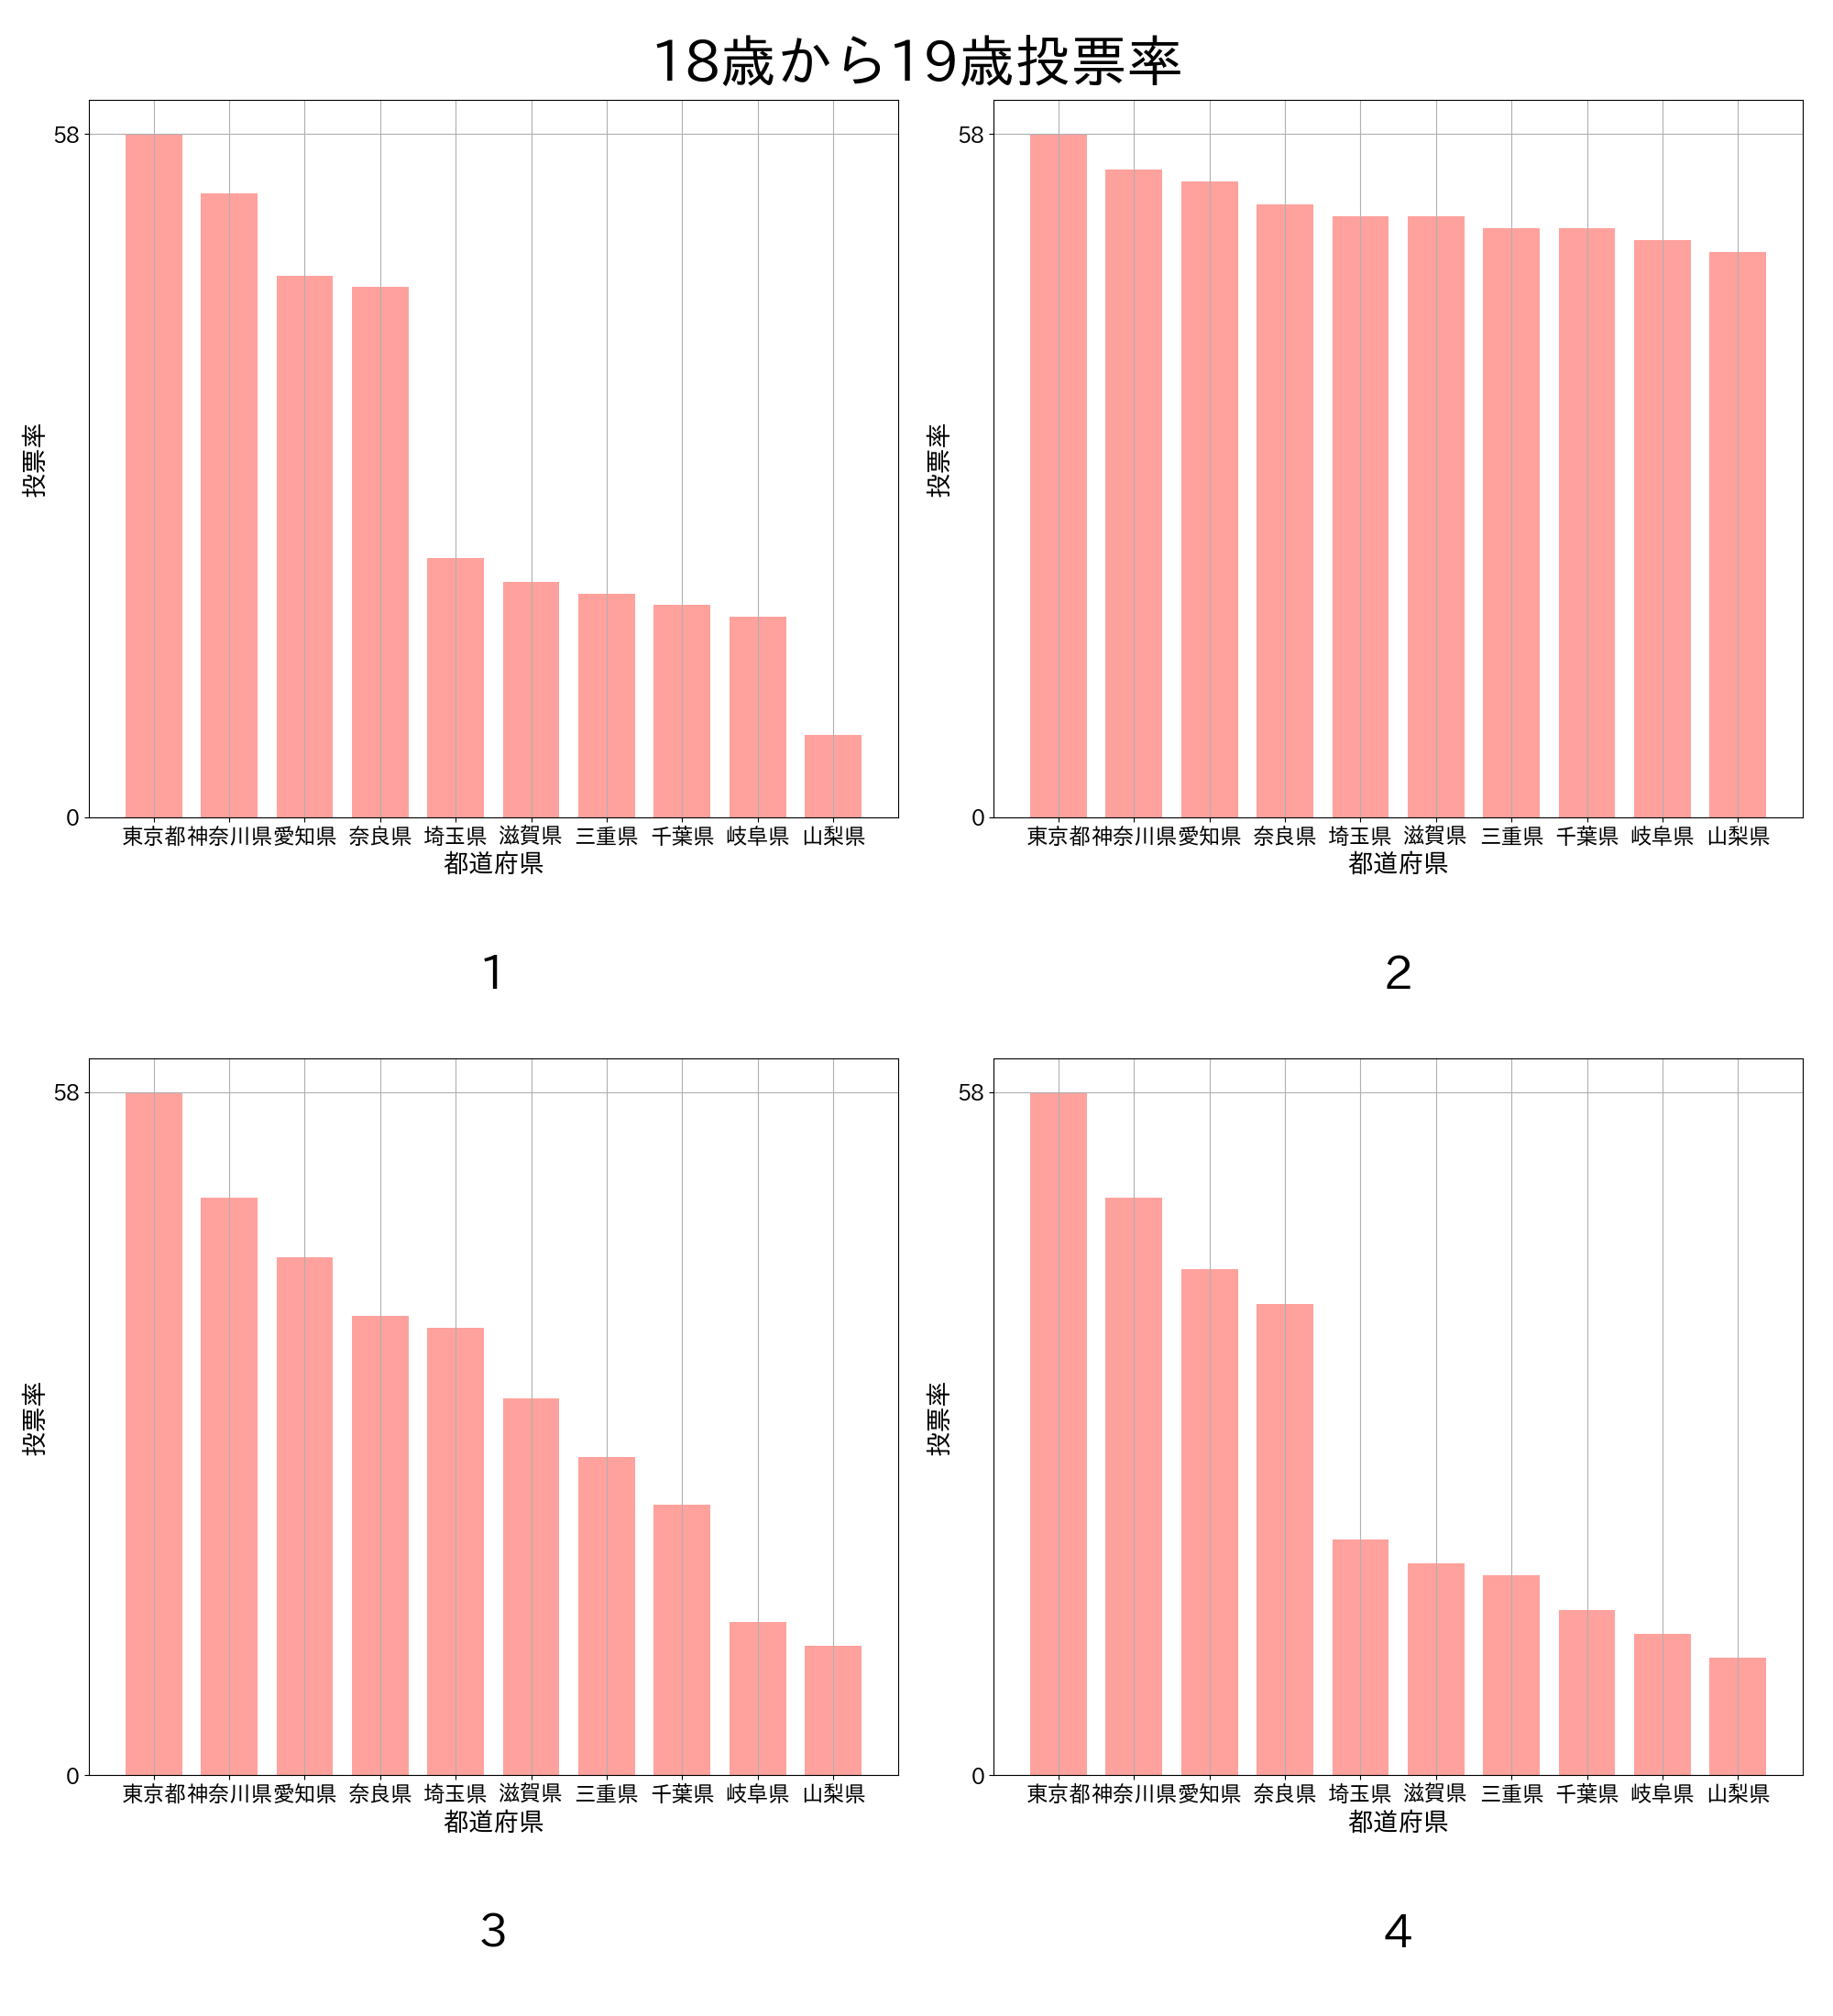 18歳から19歳投票率
58
0
投票率
東京都 神奈川県 愛知県 奈良県 埼玉県 滋賀県 三重県 千葉県 岐阜県 山梨県
都道府県
1
58
0
投票率
東京都 神奈川県 愛知県 奈良県 埼玉県 滋賀県 三重県 千葉県 岐阜県 山梨県
都道府県
2
58
0
投票率
東京都 神奈川県 愛知県 奈良県 埼玉県 滋賀県 三重県 千葉県 岐阜県 山梨県
都道府県
3
58
0
投票率
東京都 神奈川県 愛知県 奈良県 埼玉県 滋賀県 三重県 千葉県 岐阜県 山梨県
都道府県
4